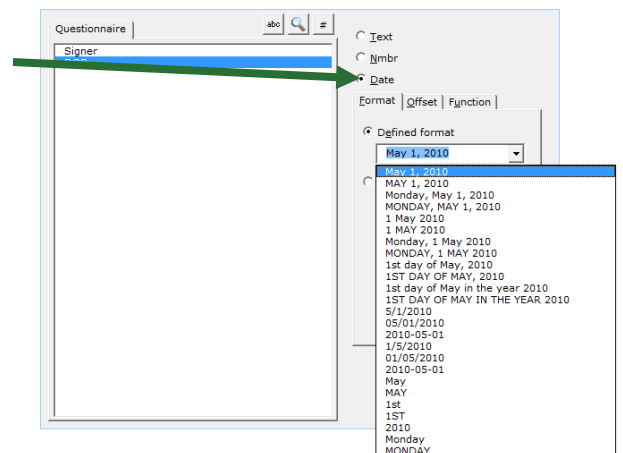 Questionnaire
abc
#
Signer
Text
Nmbr
Date
Format
Offset
Function
Defined format
May 1, 2010
May 1, 2010
MAY 1, 2010
Monday, May 1, 2010
MONDAY, MAY 1, 2010
1 May 2010
1 MAY 2010
Monday, 1 May 2010
MONDAY, 1 MAY 2010
1st day of May, 2010
1ST DAY OF MAY, 2010
1st day of May in the year 2010
1ST DAY OF MAY IN THE YEAR 2010
5/1/2010
05/01/2010
2010-05-01
1/5/2010
01/05/2010
2010-05-01
May
MAY
1st
1ST
2010
Monday
MONDAY